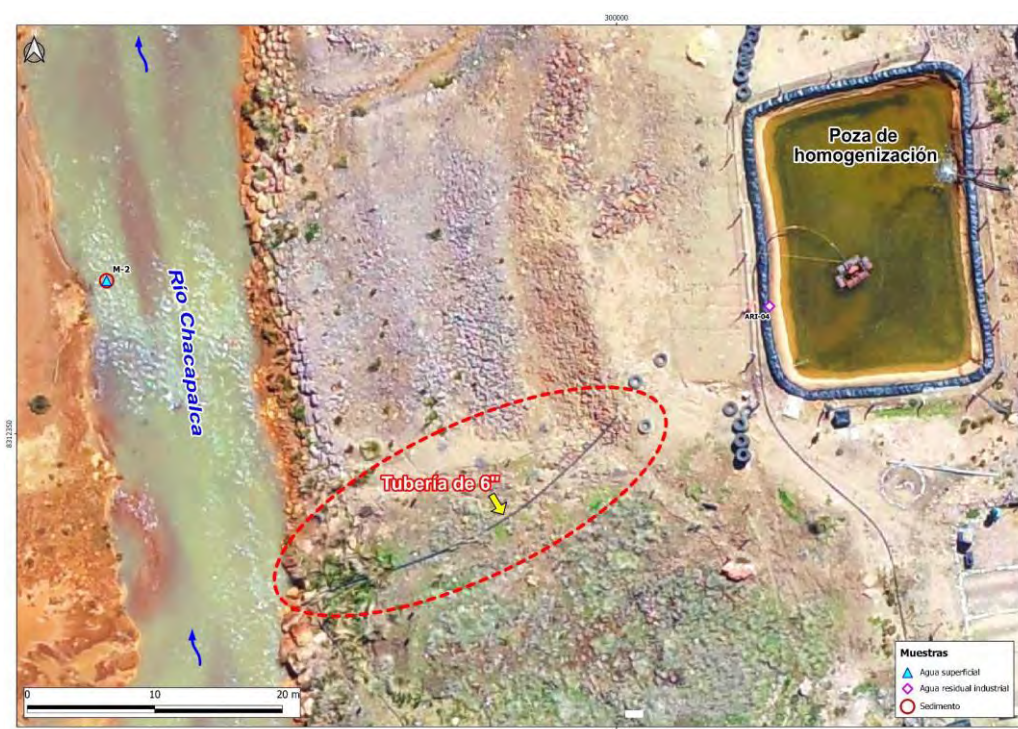 300000
Poza de
homogenización
M-2
Río Chacapalca
ARI-04
8312350
Tubería de 6"
Muestras
Agua superficial
Agua residual industrial
Sedimento
0 10 20 m